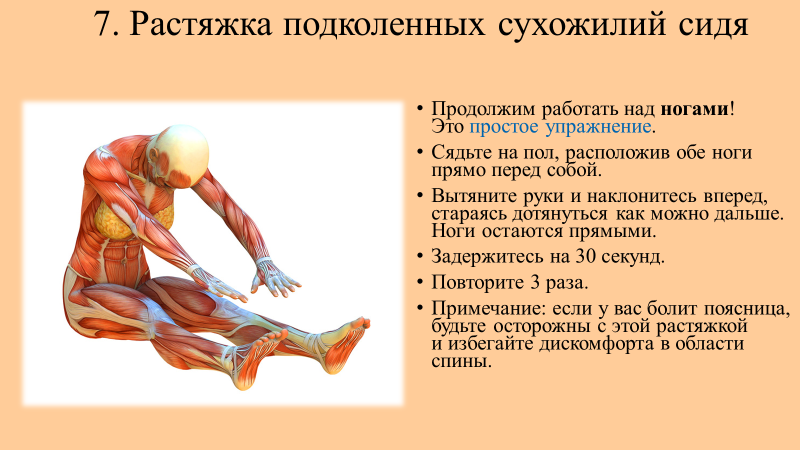 7. Растяжка подколенных сухожилий сидя
• Продолжим работать над ногами!
Это простое упражнение.
• Сядьте на пол, расположив обе ноги
прямо перед собой.
• Вытяните руки и наклонитесь вперед,
стараясь дотянуться как можно дальше.
Ноги остаются прямыми.
• Задержитесь на 30 секунд.
• Повторите 3 раза.
• Примечание: если у вас болит поясница,
будьте осторожны с этой растяжкой
и избегайте дискомфорта в области
спины.